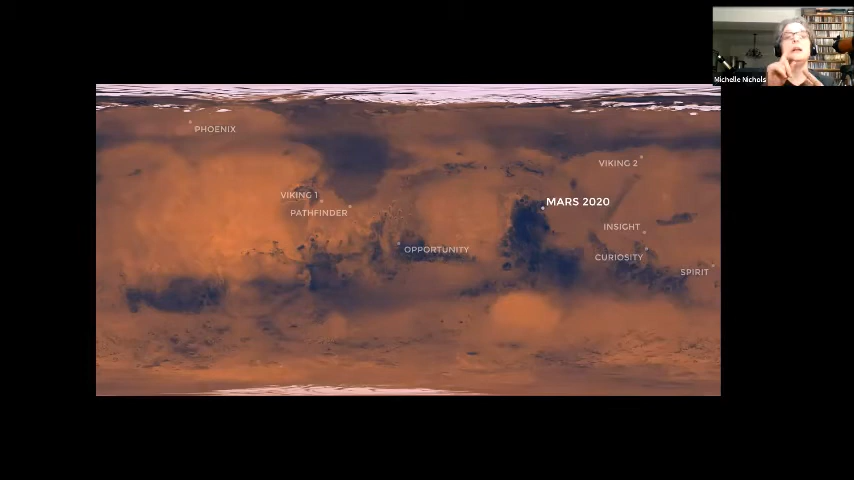 Michelle Nichols
PHOENIX
VIKING 2
VIKING 1
MARS 2020
PATHFINDER
INSIGHT
OPPORTUNITY
CURIOSITY
SPIRIT